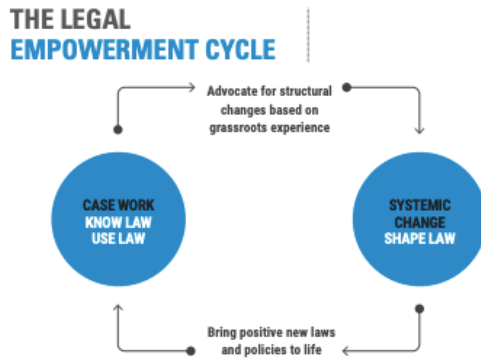 THE LEGAL
EMPOWERMENT CYCLE
Advocate for structural
changes based on
grassroots experience
CASE WORK
KNOW LAW
USE LAW
SYSTEMIC
CHANGE
SHAPE LAW
Bring positive new laws
and policies to life